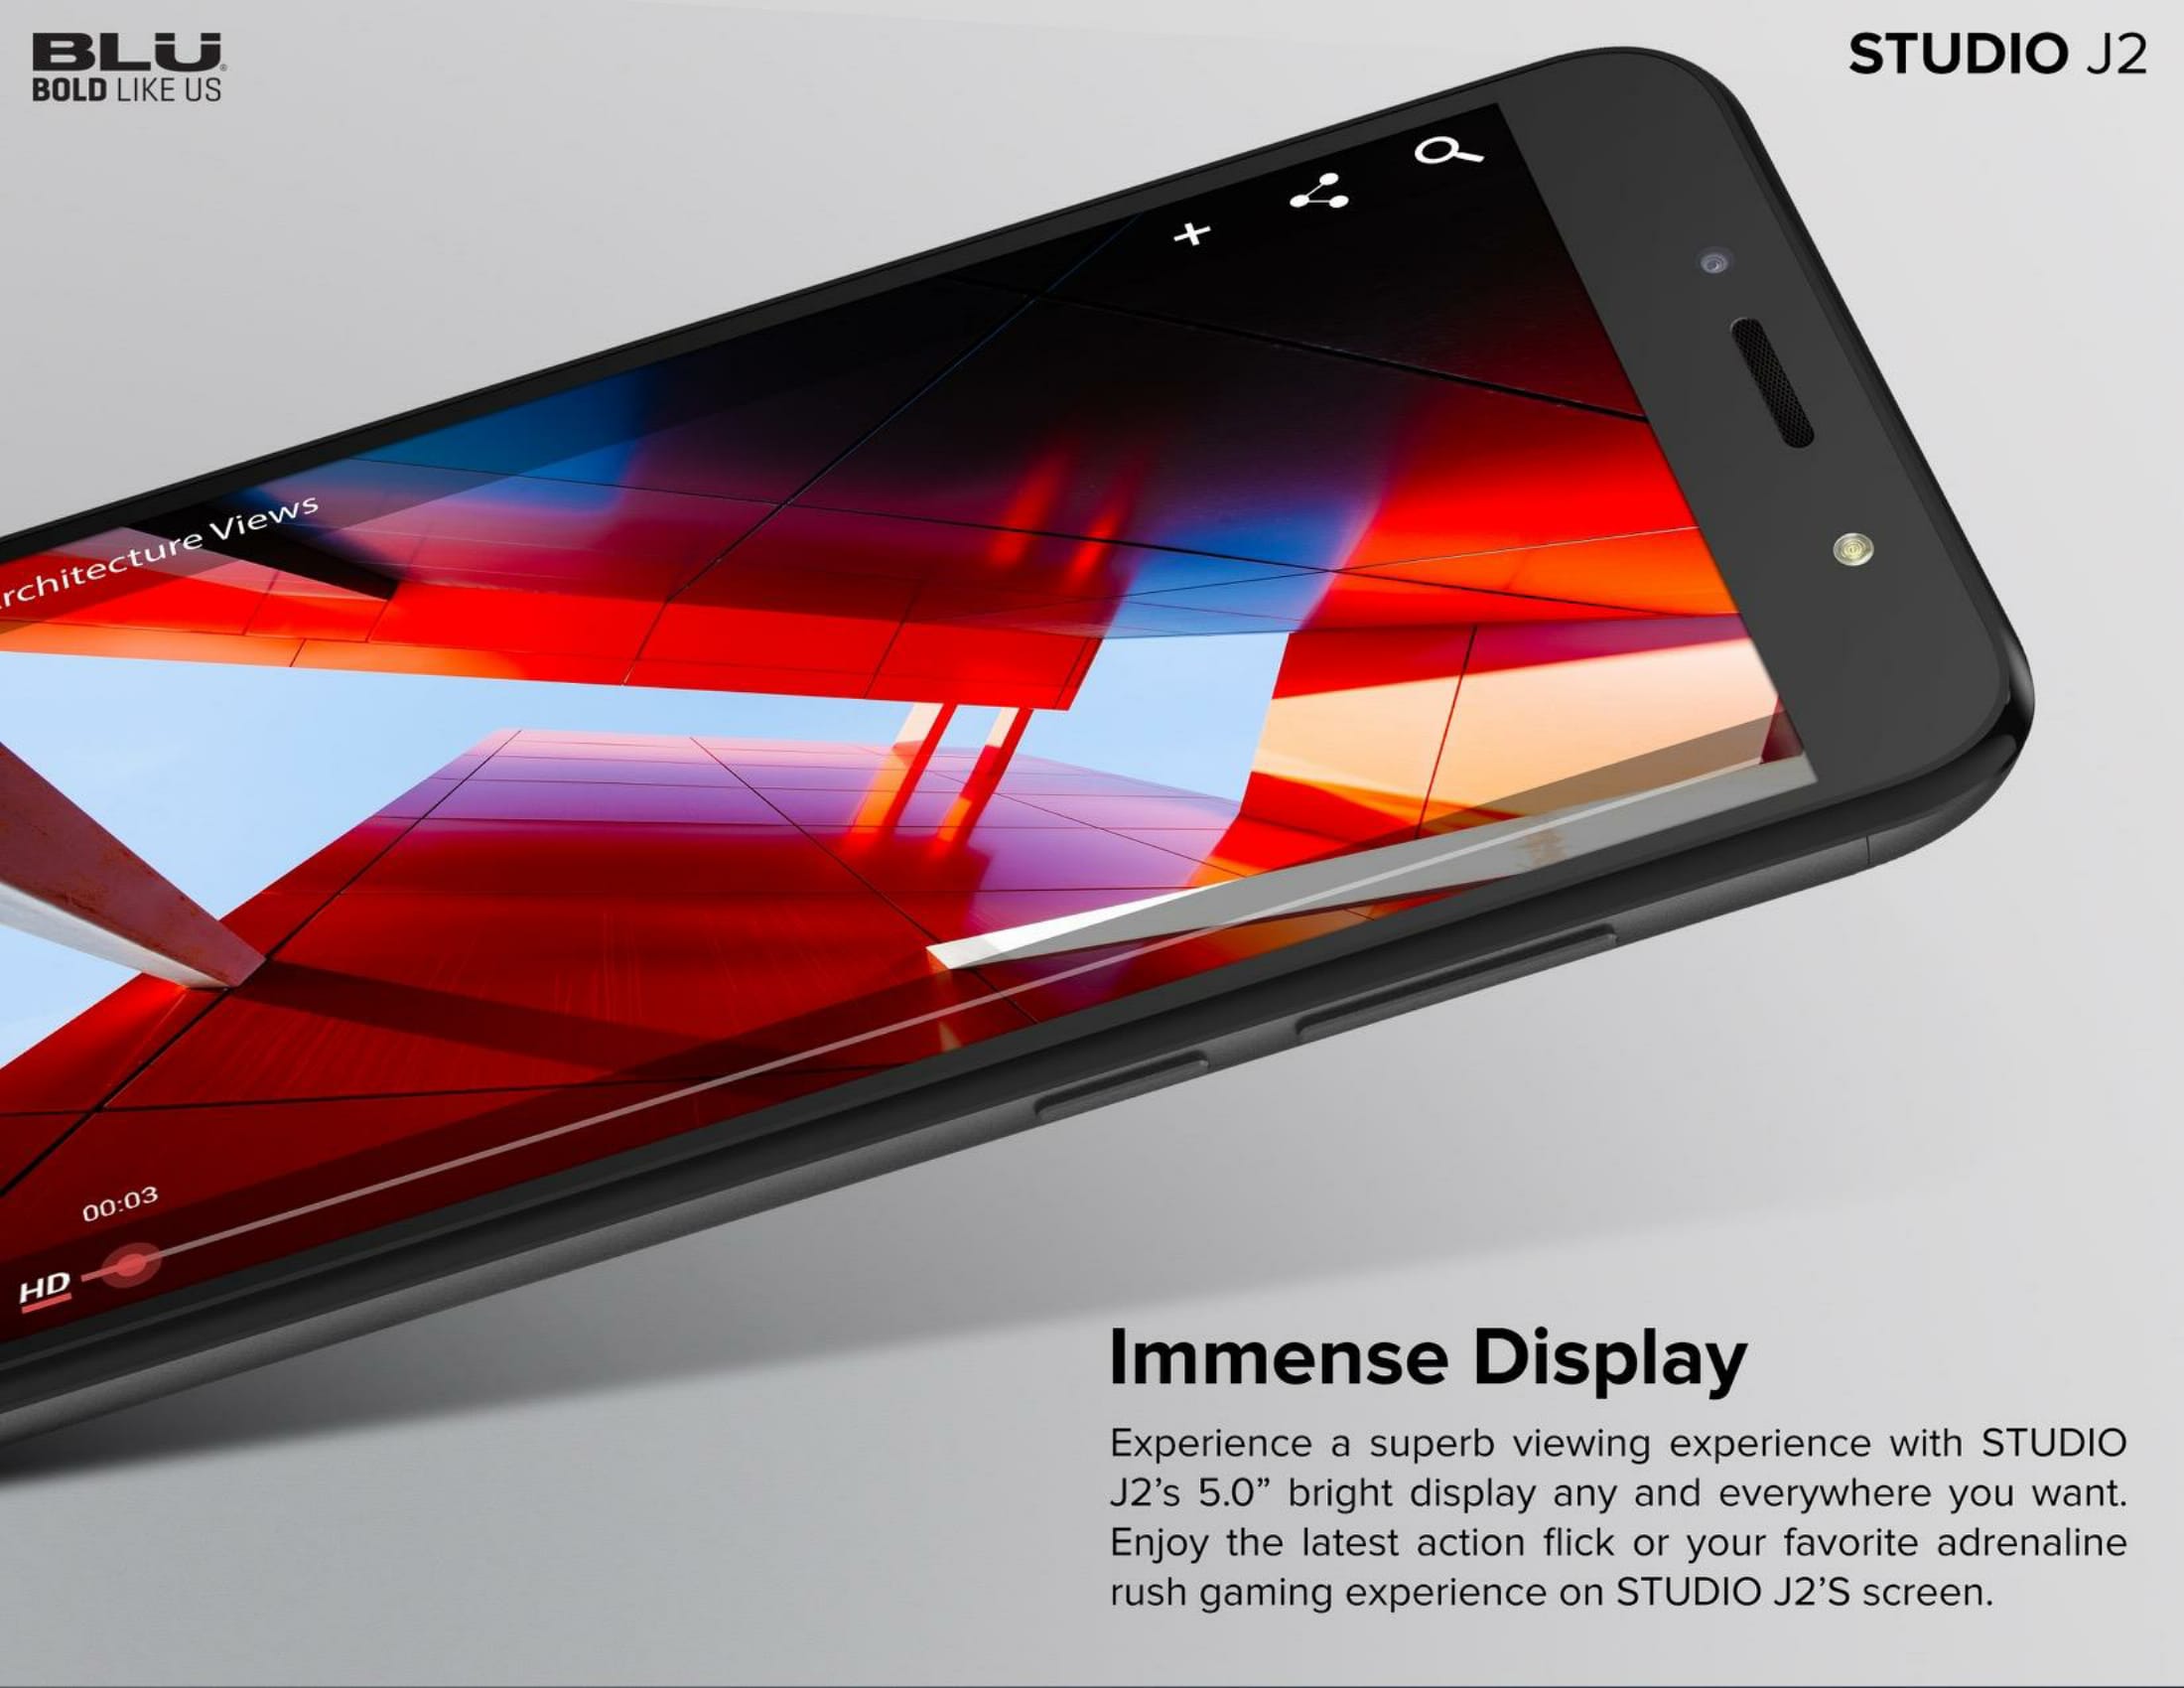 BLU
BOLD LIKE US
STUDIO J2
rchitecture Views
00:03
HD
Immense Display
Experience a superb viewing experience with STUDIO
J2’s 5.0” bright display any and everywhere you want.
Enjoy the latest action flick or your favorite adrenaline
rush gaming experience on STUDIO J2’S screen.